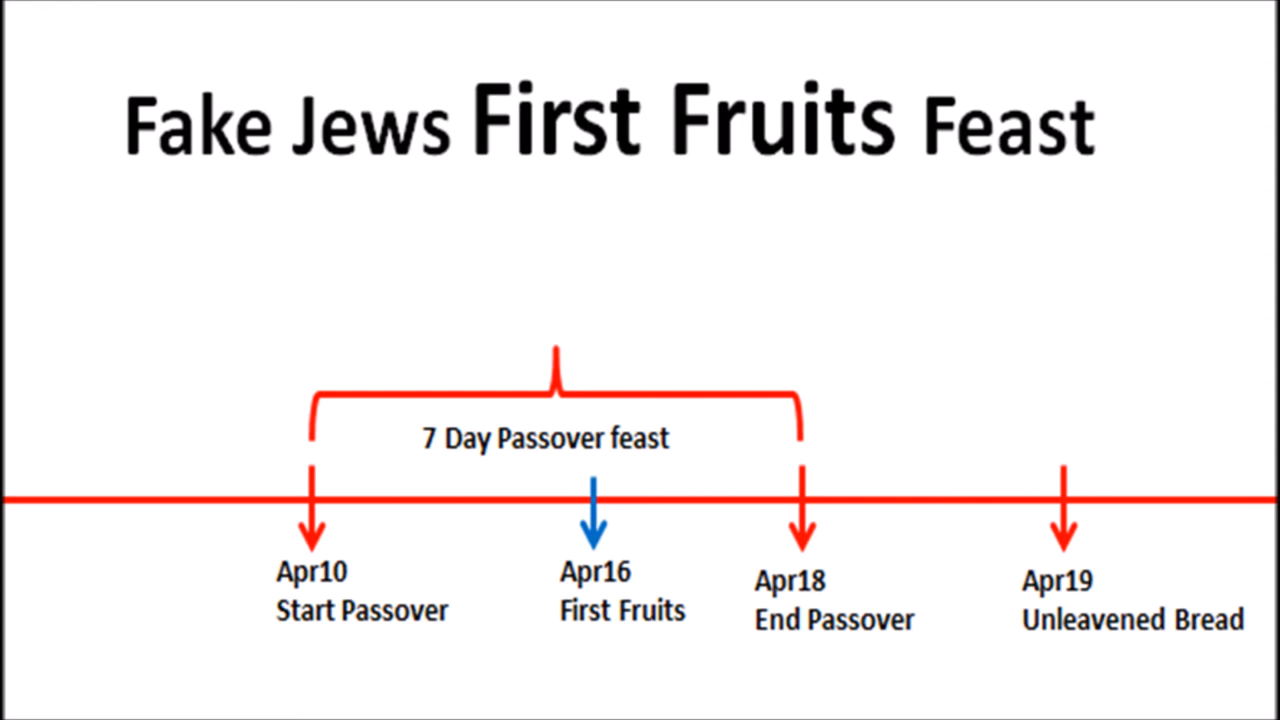 Fake Jews First Fruits Feast
7 Day Passover feast
Apr10
Start Passover
Apr16
First Fruits
Apr18
End Passover
Apr19
Unleavened Bread